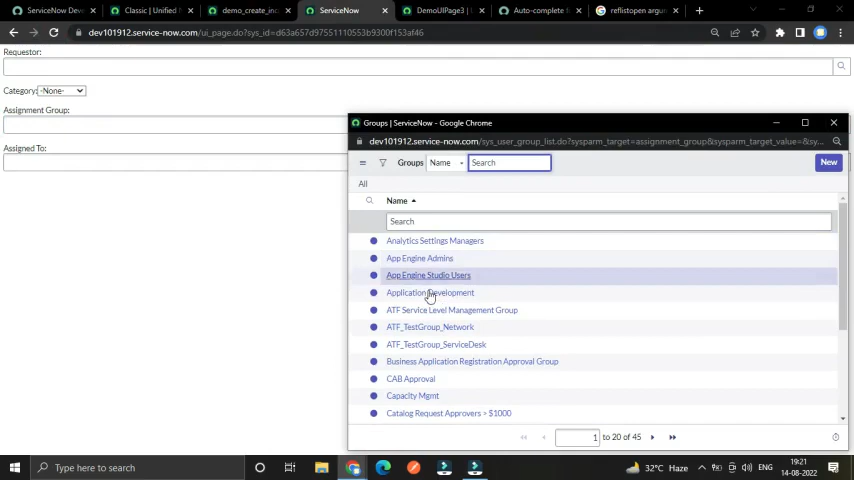 ServiceNow Deve
Classic | Unified N
demo_create_inc
ServiceNow
DemoUIPage3 | U
Auto-complete f
reflistopen argu
dev101912.service-now.com/ui_page.do?sys_id=d63a657d97551110553b9300f153af46
Requestor:
Category: -None-
Assignment Group:
Assigned To:
Groups | ServiceNow - Google Chrome
dev101912.service-now.com/sys_user_group_list.do?sysparm_target=assignment_group&sysparm_target_value=&sy...
Groups Name Search New
All
Name
Search
Analytics Settings Managers
App Engine Admins
App Engine Studio Users
Application Development
ATF Service Level Management Group
ATF_TestGroup_Network
ATF_TestGroup_ServiceDesk
Business Application Registration Approval Group
CAB Approval
Capacity Mgmt
Catalog Request Approvers > $1000
1 to 20 of 45
Type here to search
32°C Haze
ENG
19:21
14-08-2022